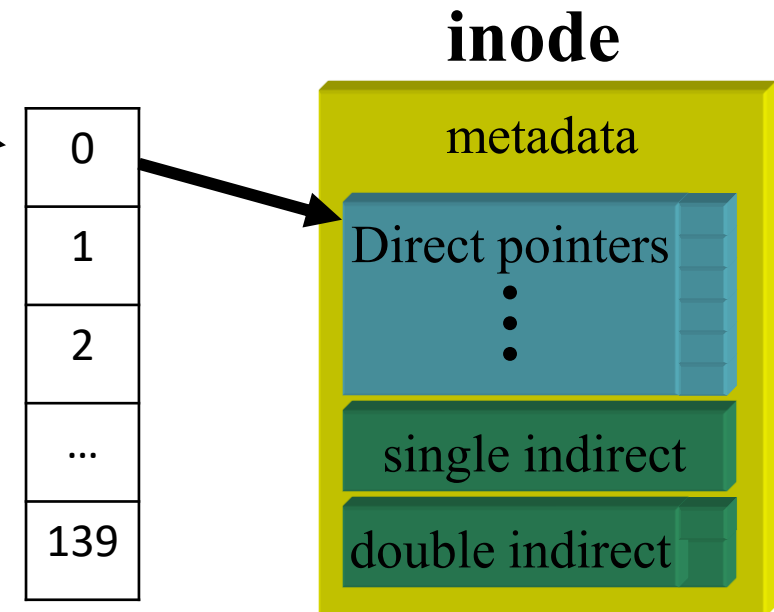 inode
0
1
2
...
139
metadata
Direct pointers
single indirect
double indirect